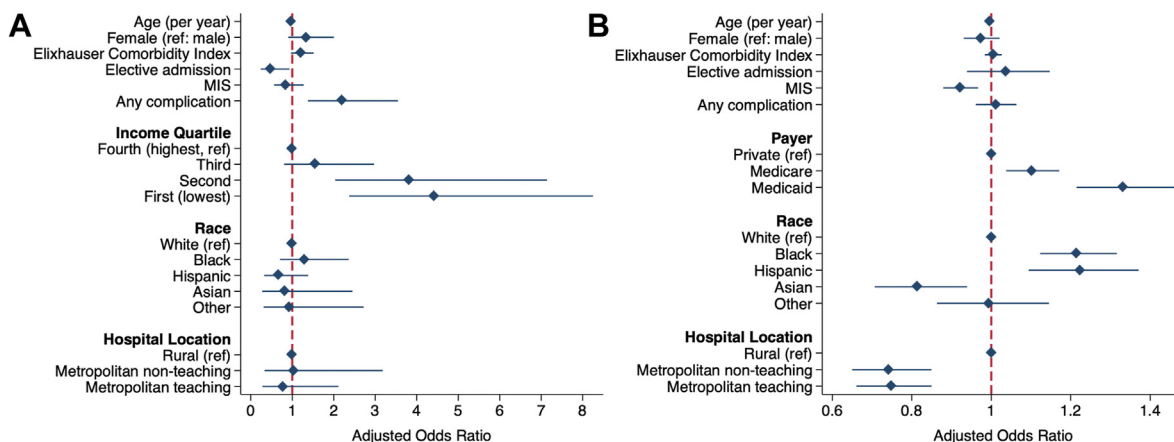 A
Age (per year)
Female (ref: male)
Elixhauser Comorbidity Index
Elective admission
MIS
Any complication
Income Quartile
Fourth (highest, ref)
Third
Second
First (lowest)
Race
White (ref)
Black
Hispanic
Asian
Other
Hospital Location
Rural (ref)
Metropolitan non-teaching
Metropolitan teaching
0 1 2 3 4 5 6 7 8
Adjusted Odds Ratio
B
Age (per year)
Female (ref: male)
Elixhauser Comorbidity Index
Elective admission
MIS
Any complication
Payer
Private (ref)
Medicare
Medicaid
Race
White (ref)
Black
Hispanic
Asian
Other
Hospital Location
Rural (ref)
Metropolitan non-teaching
Metropolitan teaching
0.6 0.8 1 1.2 1.4
Adjusted Odds Ratio